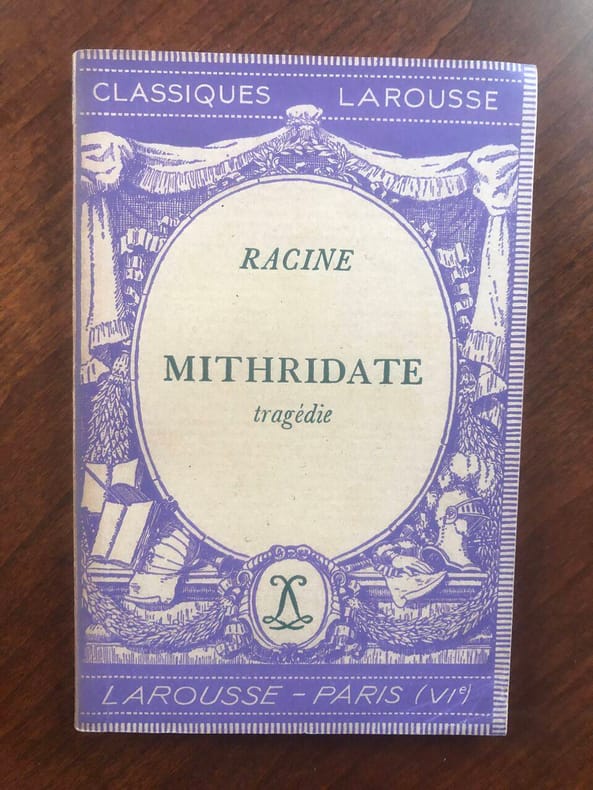 CLASSIQUES LAROUSSE
RACINE
MITHRIDATE
tragédie
LAROUSSE – PARIS (VIe)